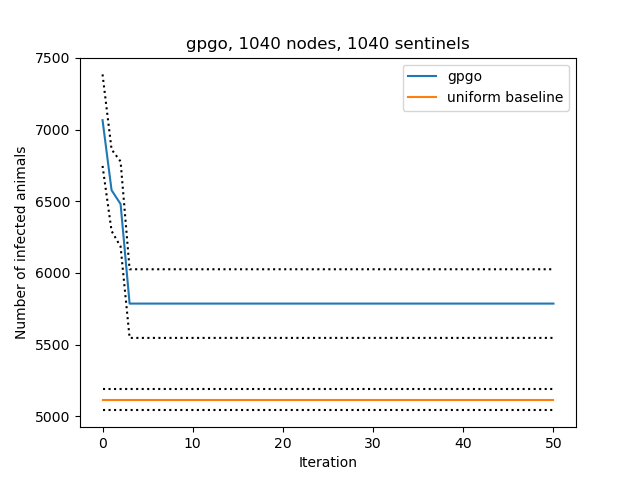 gpgo, 1040 nodes, 1040 sentinels
7500
7000
6500
6000
5500
5000
Number of infected animals
gpgo
uniform baseline
0
10
20
30
40
50
Iteration